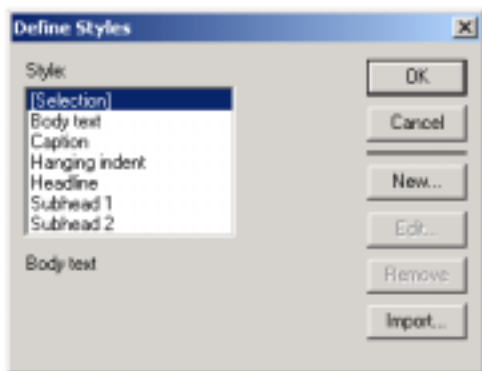 Define Styles
Style:
[Selection]
Body text
Caption
Hanging indent
Headline
Subhead 1
Subhead 2
Body text
OK
Cancel
New...
Edit...
Remove
Import...